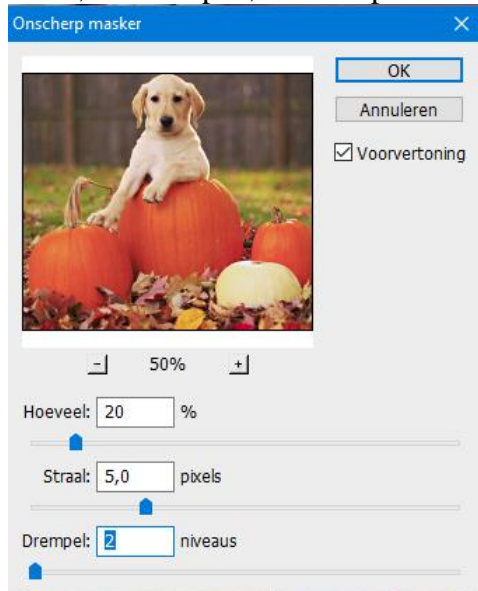 Onscherp masker
OK
Annuleren
Voorvertoning
- 50% +
Hoeveel: 20 %
Straal: 5,0 pixels
Drempel: 2 niveaus